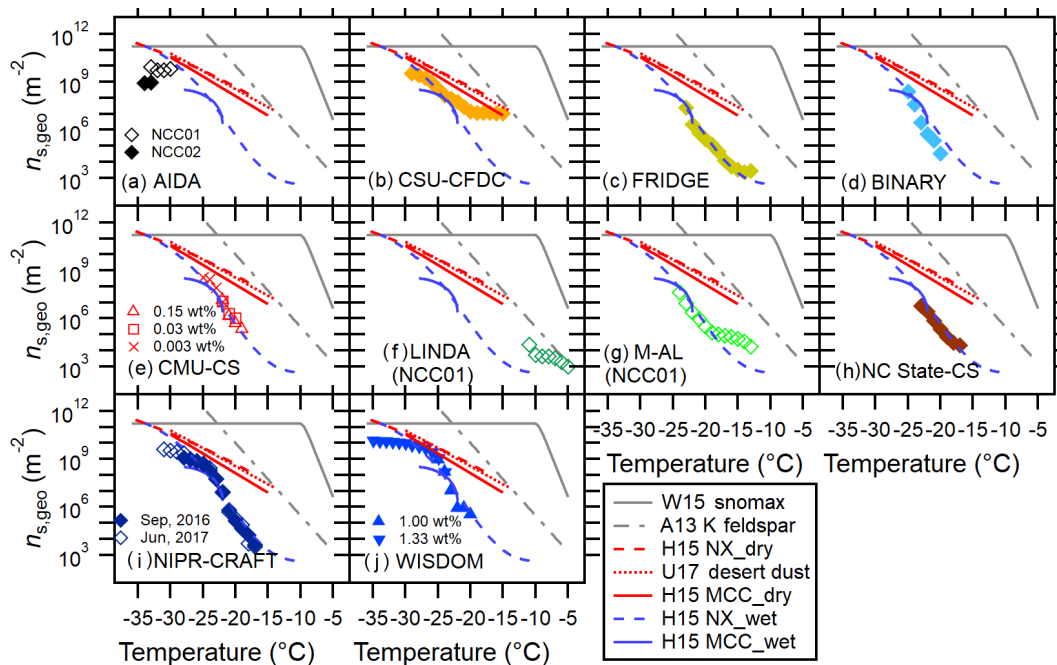 n_s,geo (m⁻²)
10¹²
10⁹
10⁶
10³
NCC01
NCC02
(a) AIDA
(b) CSU-CFDC
(c) FRIDGE
(d) BINARY
n_s,geo (m⁻²)
10¹²
10⁹
10⁶
10³
0.15 wt%
0.03 wt%
0.003 wt%
(e) CMU-CS
(f) LINDA
(NCC01)
(g) M-AL
(NCC01)
(h)NC State-CS
-35 -30 -25 -20 -15 -10 -5
-35 -30 -25 -20 -15 -10 -5
Temperature (°C)
Temperature (°C)
n_s,geo (m⁻²)
10¹²
10⁹
10⁶
10³
Sep, 2016
Jun, 2017
(i) NIPR-CRAFT
1.00 wt%
1.33 wt%
(j) WISDOM
-35 -30 -25 -20 -15 -10 -5
-35 -30 -25 -20 -15 -10 -5
Temperature (°C)
Temperature (°C)
W15 snomax
A13 K feldspar
H15 NX_dry
U17 desert dust
H15 MCC_dry
H15 NX_wet
H15 MCC_wet